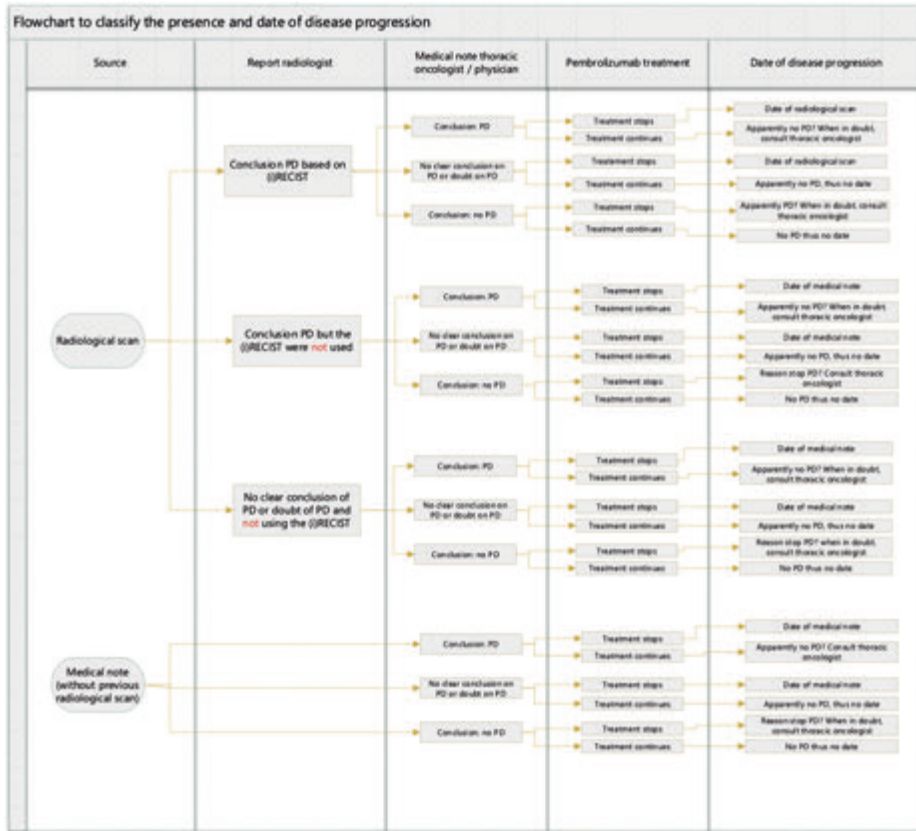 Flowchart to classify the presence and date of disease progression
Source
Report radiologist
Medical note thoracic
oncologist / physician
Pembrolizumab treatment
Date of disease progression
Radiological scan
Conclusion PD based on
(i)RECIST
Conclusion: PD
Treatment stops
Date of radiological scan
Treatment continues
Apparently no PD? When in doubt,
consult thoracic oncologist
No clear conclusion on
PD or doubt on PD
Treatement stops
Date of radiological scan
Treatment continues
Apparently no PD, thus no date
Conclusion: no PD
Treatment stops
Apparently PD? When in doubt, consult
thoracic oncologist
Treatment continues
No PD thus no date
Conclusion PD but the
(i)RECIST were not used
Conclusion: PD
Treatment stops
Date of medical note
Treatment continues
Apparently no PD? When in doubt,
consult thoracic oncologist
No clear conclusion on
PD or doubt on PD
Treatment stops
Date of medical note
Treatment continues
Apparently no PD, thus no date
Conclusion: no PD
Treatment stops
Reason stop PD? Consult thoracic
oncologist
Treatment continues
No PD thus no date
No clear conclusion of
PD or doubt of PD and
not using the (i)RECIST
Conclusion: PD
Treatment stops
Date of medical note
Treatment continues
Apparently no PD? When in doubt,
consult thoracic oncologist
No clear conclusion on
PD or doubt on PD
Treatment stops
Date of medical note
Treatment continues
Apparently no PD, thus no date
Conclusion: no PD
Treatment stops
Reason stop PD? when in doubt,
consult thoracic oncologist
Treatment continues
No PD thus no date
Medical note
(without previous
radiological scan)
Conclusion: PD
Treatment stops
Date of medical note
Treatment continues
Apparently no PD? Consult thoracic
oncologist
No clear conclusion on
PD or doubt on PD
Treatment stops
Date of medical note
Treatment continues
Apparently no PD, thus no date
Conclusion: no PD
Treatment stops
Reason stop PD? When in doubt,
consult thoracic oncologist
Treatment continues
No PD thus no date